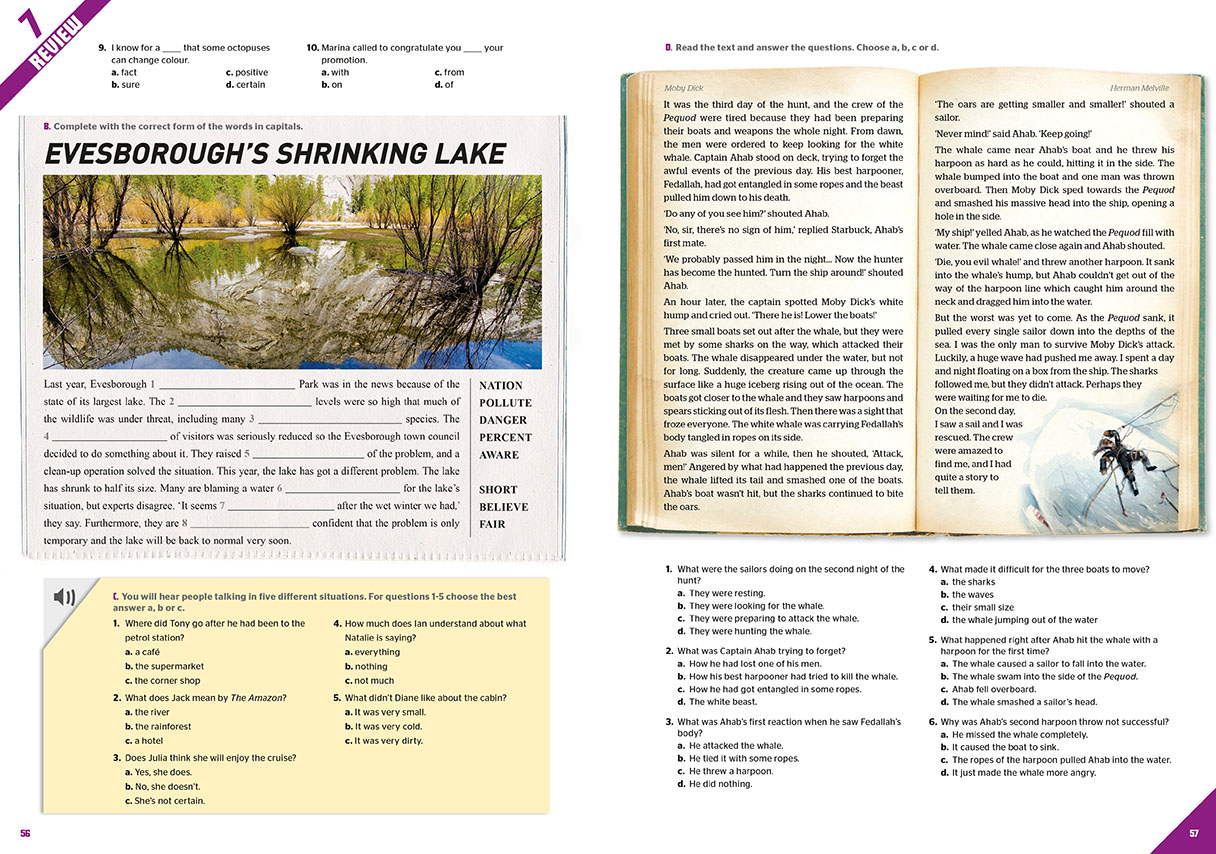 7
REVIEW
9. I know for a ____ that some octopuses
can change colour.
a. fact
c. positive
b. sure
d. certain
10. Marina called to congratulate you ____ your
promotion.
a. with
c. from
b. on
d. of
B. Complete with the correct form of the words in capitals.
EVESBOROUGH'S SHRINKING LAKE
Last year, Evesborough 1 ____ Park was in the news because of the
NATION
state of its largest lake. The 2 ____ levels were so high that much of
POLLUTE
the wildlife was under threat, including many 3 ____ species. The
DANGER
4 ____ of visitors was seriously reduced so the Evesborough town council
PERCENT
decided to do something about it. They raised 5 ____ of the problem, and a
AWARE
clean-up operation solved the situation. This year, the lake has got a different problem. The lake
has shrunk to half its size. Many are blaming a water 6 ____ for the lake's
SHORT
situation, but experts disagree. 'It seems 7 ____ after the wet winter we had,'
BELIEVE
they say. Furthermore, they are 8 ____ confident that the problem is only
FAIR
temporary and the lake will be back to normal very soon.
C. You will hear people talking in five different situations. For questions 1-5 choose the best
answer a, b or c.
1. Where did Tony go after he had been to the
petrol station?
a. a café
b. the supermarket
c. the corner shop
2. What does Jack mean by The Amazon?
a. the river
b. the rainforest
c. a hotel
3. Does Julia think she will enjoy the cruise?
a. Yes, she does.
b. No, she doesn't.
c. She's not certain.
4. How much does Ian understand about what
Natalie is saying?
a. everything
b. nothing
c. not much
5. What didn't Diane like about the cabin?
a. It was very small.
b. It was very cold.
c. It was very dirty.
56
D. Read the text and answer the questions. Choose a, b, c or d.
Moby Dick
It was the third day of the hunt, and the crew of the
Pequod were tired because they had been preparing
their boats and weapons the whole night. From dawn,
the men were ordered to keep looking for the white
whale. Captain Ahab stood on deck, trying to forget the
awful events of the previous day. His best harpooner,
Fedallah, had got entangled in some ropes and the beast
pulled him down to his death.
'Do any of you see him?' shouted Ahab.
'No, sir, there's no sign of him,' replied Starbuck, Ahab's
first mate.
'We probably passed him in the night... Now the hunter
has become the hunted. Turn the ship around!' shouted
Ahab.
An hour later, the captain spotted Moby Dick's white
hump and cried out. 'There he is! Lower the boats!'
Three small boats set out after the whale, but they were
met by some sharks on the way, which attacked their
boats. The whale disappeared under the water, but not
for long. Suddenly, the creature came up through the
surface like a huge iceberg rising out of the ocean. The
boats got closer to the whale and they saw harpoons and
spears sticking out of its flesh. Then there was a sight that
froze everyone. The white whale was carrying Fedallah's
body tangled in ropes on its side.
Ahab was silent for a while, then he shouted, 'Attack,
men!' Angered by what had happened the previous day,
the whale lifted its tail and smashed one of the boats.
Ahab's boat wasn't hit, but the sharks continued to bite
the oars.
Herman Melville
'The oars are getting smaller and smaller!' shouted a
sailor.
'Never mind!' said Ahab. 'Keep going!'
The whale came near Ahab's boat and he threw his
harpoon as hard as he could, hitting it in the side. The
whale bumped into the boat and one man was thrown
overboard. Then Moby Dick sped towards the Pequod
and smashed his massive head into the ship, opening a
hole in the side.
'My ship!' yelled Ahab, as he watched the Pequod fill with
water. The whale came close again and Ahab shouted.
'Die, you evil whale!' and threw another harpoon. It sank
into the whale's hump, but Ahab couldn't get out of the
way of the harpoon line which caught him around the
neck and dragged him into the water.
But the worst was yet to come. As the Pequod sank, it
pulled every single sailor down into the depths of the
sea. I was the only man to survive Moby Dick's attack.
Luckily, a huge wave had pushed me away. I spent a day
and night floating on a box from the ship. The sharks
followed me, but they didn't attack. Perhaps they
were waiting for me to die.
On the second day,
I saw a sail and I was
rescued. The crew
were amazed to
find me, and I had
quite a story to
tell them.
1. What were the sailors doing on the second night of the
hunt?
a. They were resting.
b. They were looking for the whale.
c. They were preparing to attack the whale.
d. They were hunting the whale.
2. What was Captain Ahab trying to forget?
a. How he had lost one of his men.
b. How his best harpooner had tried to kill the whale.
c. How he had got entangled in some ropes.
d. The white beast.
3. What was Ahab's first reaction when he saw Fedallah's
body?
a. He attacked the whale.
b. He tied it with some ropes.
c. He threw a harpoon.
d. He did nothing.
4. What made it difficult for the three boats to move?
a. the sharks
b. the waves
c. their small size
d. the whale jumping out of the water
5. What happened right after Ahab hit the whale with a
harpoon for the first time?
a. The whale caused a sailor to fall into the water.
b. The whale swam into the side of the Pequod.
c. Ahab fell overboard.
d. The whale smashed a sailor's head.
6. Why was Ahab's second harpoon throw not successful?
a. He missed the whale completely.
b. It caused the boat to sink.
c. The ropes of the harpoon pulled Ahab into the water.
d. It just made the whale more angry.
57